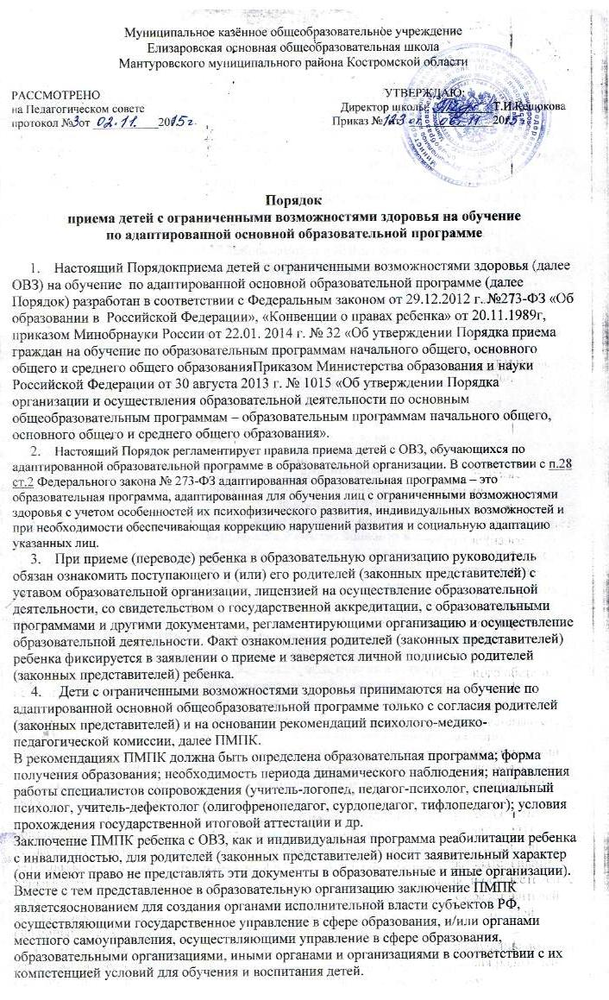 Муниципальное казённое общеобразовательное учреждение
Елизаровская основная общеобразовательная школа
Мантуровского муниципального района Костромской области
РАССМОТРЕНО
на Педагогическом совете
протокол №3 от 02.11. 2015 г.
УТВЕРЖДАЮ:
Директор школы: Т.И.Кешокова
Приказ №123 от 06.11 2015
Порядок
приема детей с ограниченными возможностями здоровья на обучение
по адаптированной основной образовательной программе
1. Настоящий Порядокприема детей с ограниченными возможностями здоровья (далее
ОВЗ) на обучение по адаптированной основной образовательной программе (далее
Порядок) разработан в соответствии с Федеральным законом от 29.12.2012 г. №273-ФЗ «Об
образовании в Российской Федерации», «Конвенции о правах ребенка» от 20.11.1989г,
приказом Минобрнауки России от 22.01. 2014 г. № 32 «Об утверждении Порядка приема
граждан на обучение по образовательным программам начального общего, основного
общего и среднего общего образованияПриказом Министерства образования и науки
Российской Федерации от 30 августа 2013 г. № 1015 «Об утверждении Порядка
организации и осуществления образовательной деятельности по основным
общеобразовательным программам – образовательным программам начального общего,
основного общего и среднего общего образования».
2. Настоящий Порядок регламентирует правила приема детей с ОВЗ, обучающихся по
адаптированной образовательной программе в образовательной организации. В соответствии с п.28
ст.2 Федерального закона № 273-ФЗ адаптированная образовательная программа – это
образовательная программа, адаптированная для обучения лиц с ограниченными возможностями
здоровья с учетом особенностей их психофизического развития, индивидуальных возможностей и
при необходимости обеспечивающая коррекцию нарушений развития и социальную адаптацию
указанных лиц.
3. При приеме (переводе) ребенка в образовательную организацию руководитель
обязан ознакомить поступающего и (или) его родителей (законных представителей) с
уставом образовательной организации, лицензией на осуществление образовательной
деятельности, со свидетельством о государственной аккредитации, с образовательными
программами и другими документами, регламентирующими организацию и осуществление
образовательной деятельности. Факт ознакомления родителей (законных представителей)
ребенка фиксируется в заявлении о приеме и заверяется личной подписью родителей
(законных представителей) ребенка.
4. Дети с ограниченными возможностями здоровья принимаются на обучение по
адаптированной основной общеобразовательной программе только с согласия родителей
(законных представителей) и на основании рекомендаций психолого-медико-
педагогической комиссии, далее ПМПК.
В рекомендациях ПМПК должна быть определена образовательная программа; форма
получения образования; необходимость периода динамического наблюдения; направления
работы специалистов сопровождения (учитель-логопед, педагог-психолог, специальный
психолог, учитель-дефектолог (олигофренопедагог, сурдопедагог, тифлопедагог); условия
прохождения государственной итоговой аттестации и др.
Заключение ПМПК ребенка с ОВЗ, как и индивидуальная программа реабилитации ребенка
с инвалидностью, для родителей (законных представителей) носит заявительный характер
(они имеют право не представлять эти документы в образовательные и иные организации).
Вместе с тем представленное в образовательную организацию заключение ПМПК
являетсяоснованием для создания органами исполнительной власти субъектов РФ,
осуществляющими государственное управление в сфере образования, и/или органами
местного самоуправления, осуществляющими управление в сфере образования,
образовательными организациями, иными органами и организациями в соответствии с их
компетенцией условий для обучения и воспитания детей.